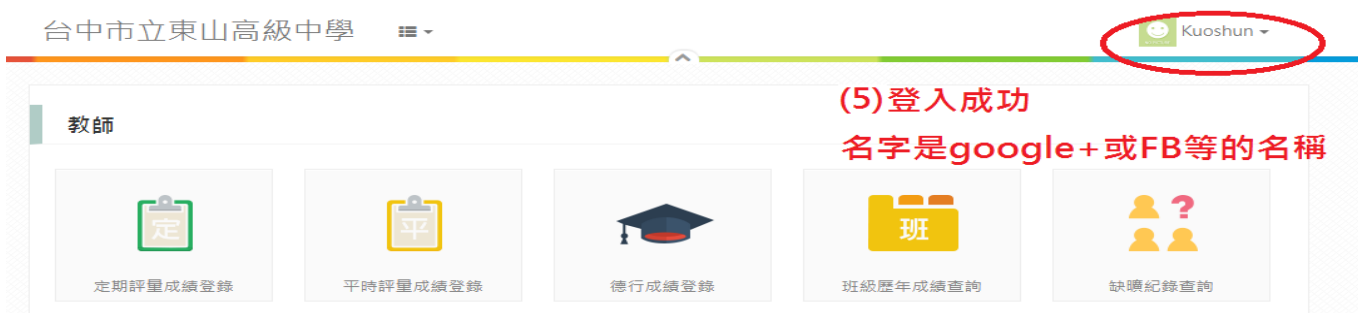 台中市立東山高級中學
Kuoshun
(5)登入成功
名字是google+或FB等的名稱
教師
定
平
班
?
定期評量成績登錄
平時評量成績登錄
德行成績登錄
班級歷年成績查詢
缺曠紀錄查詢